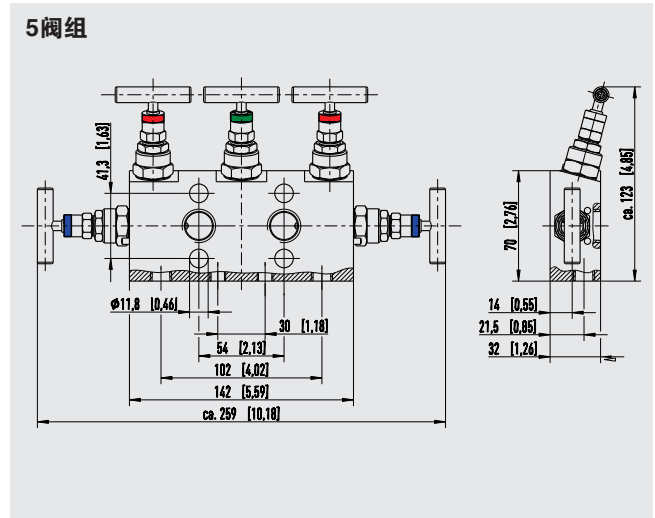 5阀组
41,3 [1,63]
ø11,8 [0,46]
30 [1,18]
54 [2,13]
102 [4,02]
142 [5,59]
ca. 259 [10,18]
ca. 123 [4,85]
70 [2,76]
14 [0,55]
21,5 [0,85]
32 [1,26]